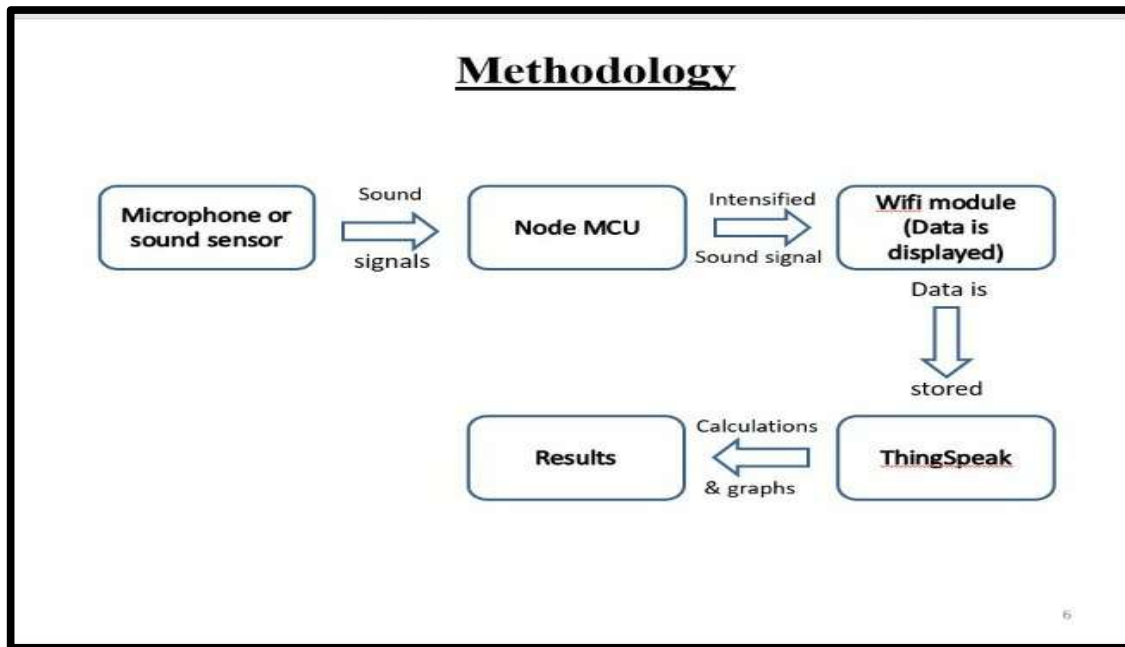 Methodology
Microphone or
sound sensor
Sound
signals
Node MCU
Intensified
Sound signal
Wifi module
(Data is
displayed)
Data is
stored
ThingSpeak
Calculations
& graphs
Results
6